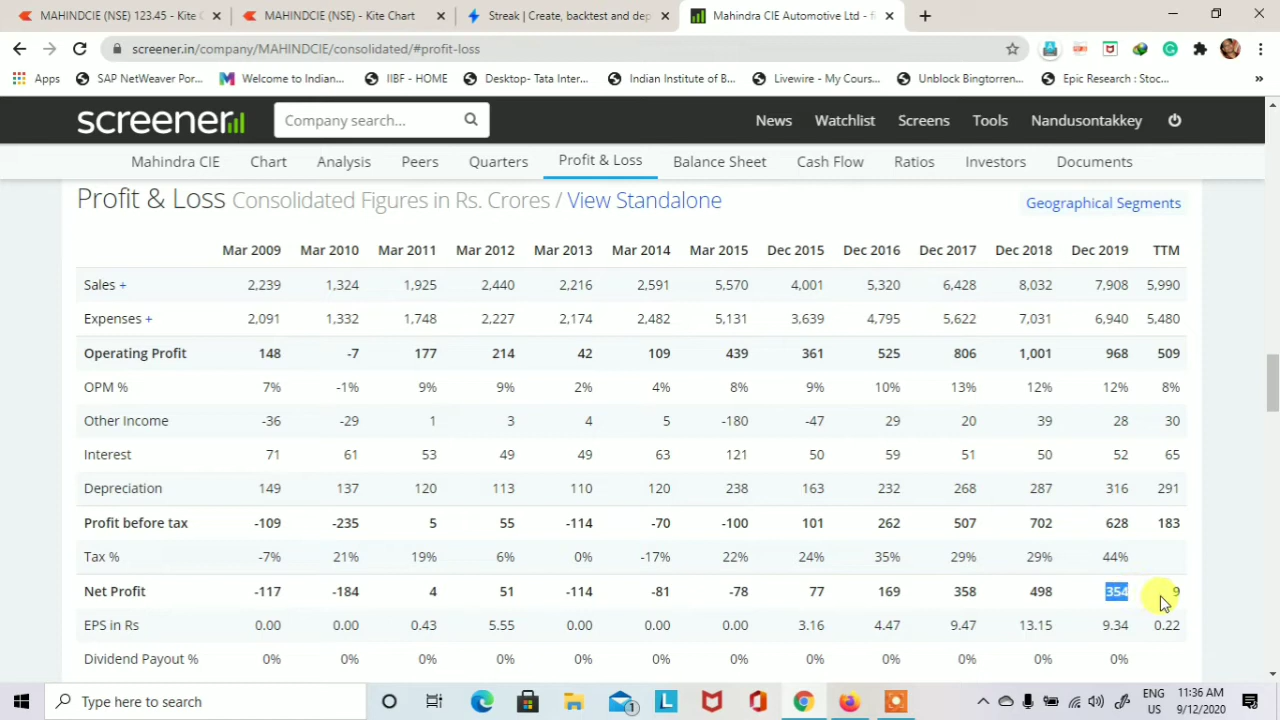 MAHINDCIE (NSE) 123.45 - Kite C
MAHINDCIE (NSE) - Kite Chart
Streak | Create, backtest and dep
Mahindra CIE Automotive Ltd - fi
screener.in/company/MAHINDCIE/consolidated/#profit-loss
Apps SAP NetWeaver Por... Welcome to Indian... IIBF - HOME Desktop- Tata Inter... Indian Institute of B... Livewire - My Cours... Unblock Bingtorren... Epic Research : Stoc... »
screener Company search... News Watchlist Screens Tools Nandusontakkey
Mahindra CIE Chart Analysis Peers Quarters Profit & Loss Balance Sheet Cash Flow Ratios Investors Documents
Profit & Loss Consolidated Figures in Rs. Crores / View Standalone Geographical Segments
Mar 2009 Mar 2010 Mar 2011 Mar 2012 Mar 2013 Mar 2014 Mar 2015 Dec 2015 Dec 2016 Dec 2017 Dec 2018 Dec 2019 TTM
Sales + 2,239 1,324 1,925 2,440 2,216 2,591 5,570 4,001 5,320 6,428 8,032 7,908 5,990
Expenses + 2,091 1,332 1,748 2,227 2,174 2,482 5,131 3,639 4,795 5,622 7,031 6,940 5,480
Operating Profit 148 -7 177 214 42 109 439 361 525 806 1,001 968 509
OPM % 7% -1% 9% 9% 2% 4% 8% 9% 10% 13% 12% 12% 8%
Other Income -36 -29 1 3 4 5 -180 -47 29 20 39 28 30
Interest 71 61 53 49 49 63 121 50 59 51 50 52 65
Depreciation 149 137 120 113 110 120 238 163 232 268 287 316 291
Profit before tax -109 -235 5 55 -114 -70 -100 101 262 507 702 628 183
Tax % -7% 21% 19% 6% 0% -17% 22% 24% 35% 29% 29% 44%
Net Profit -117 -184 4 51 -114 -81 -78 77 169 358 498 354 9
EPS in Rs 0.00 0.00 0.43 5.55 0.00 0.00 0.00 3.16 4.47 9.47 13.15 9.34 0.22
Dividend Payout % 0% 0% 0% 0% 0% 0% 0% 0% 0% 0% 0% 0%
Type here to search
ENG
US
11:36 AM
9/12/2020